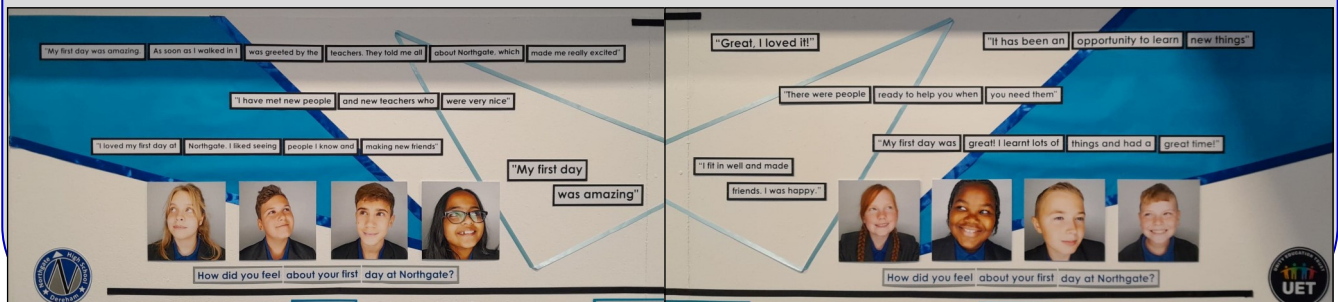 "My first day was amazing. As soon as I walked in I was greeted by the teachers. They told me all about Northgate, which made me really excited"
"I have met new people and new teachers who were very nice"
"I loved my first day at Northgate. I liked seeing people I know and making new friends"
"My first day
was amazing"
How did you feel about your first day at Northgate?
Northgate High School
Dereham
"Great, I loved it!"
"It has been an opportunity to learn new things"
"There were people ready to help you when you need them"
"My first day was great! I learnt lots of things and had a great time!"
"I fit in well and made
friends. I was happy."
How did you feel about your first day at Northgate?
UNITY EDUCATION TRUST
UET